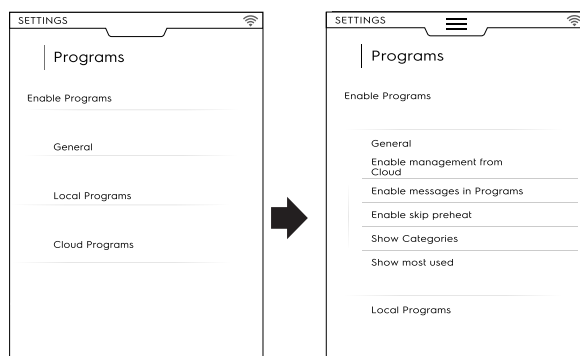 SETTINGS
Programs
Enable Programs
General
Local Programs
Cloud Programs
SETTINGS
Programs
Enable Programs
General
Enable management from
Cloud
Enable messages in Programs
Enable skip preheat
Show Categories
Show most used
Local Programs